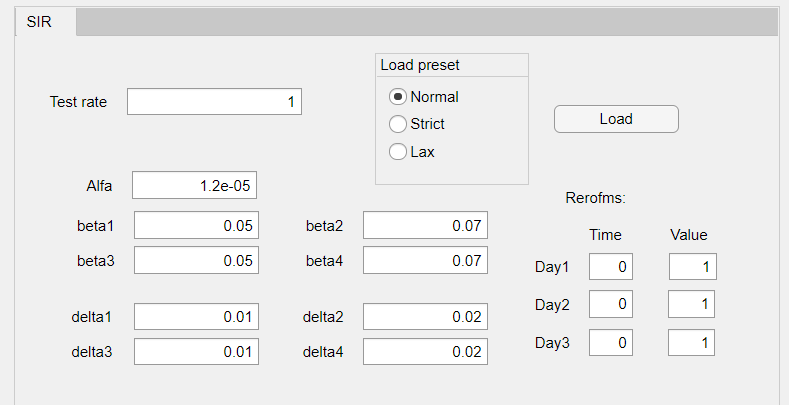 SIR
Load preset
Test rate 1
Normal
Strict
Lax
Load
Alfa 1.2e-05
beta1 0.05 beta2 0.07
beta3 0.05 beta4 0.07
delta1 0.01 delta2 0.02
delta3 0.01 delta4 0.02
Rerofms:
Time Value
Day1 0 1
Day2 0 1
Day3 0 1